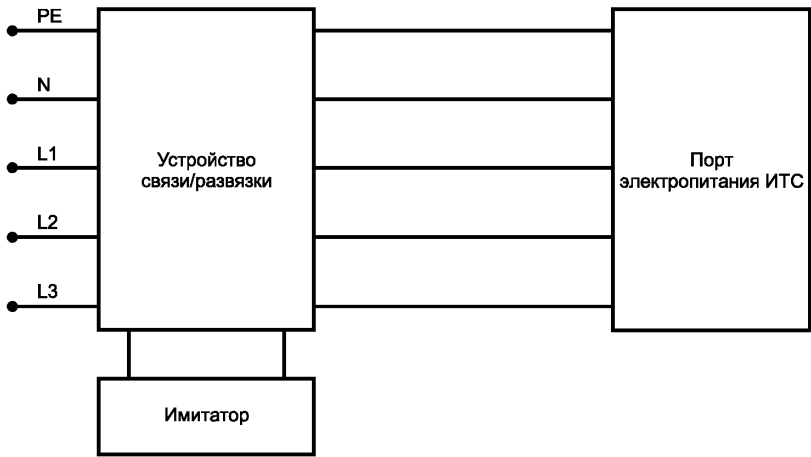 PE
N
L1
L2
L3
Устройство
связи/развязки
Порт
электропитания ИТС
Имитатор